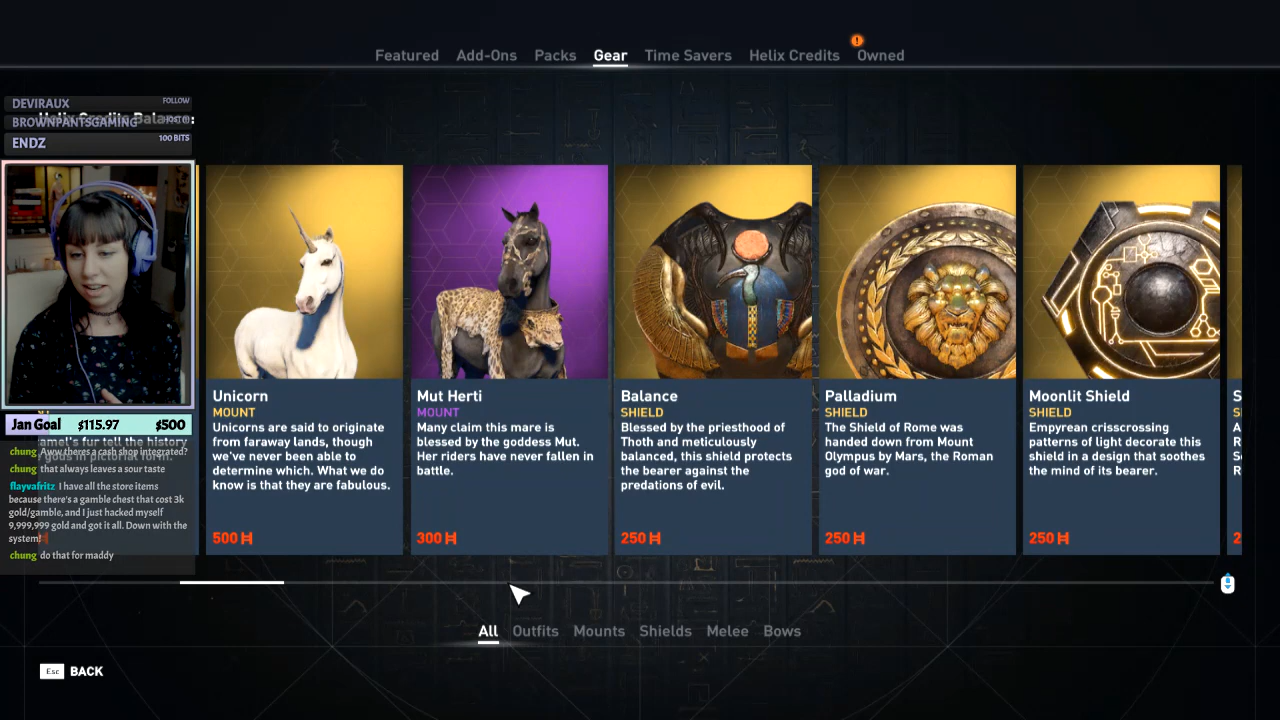 Featured Add-Ons Packs Gear Time Savers Helix Credits Owned
DEVIRAUX FOLLOW
BROWNPANTSGAMING
ENDZ 100 BITS
Jan Goal $115.97 $500
amel's fur tell the history
gods in pictorial form.
chung Aww theres a cash shop integrated?
chung that always leaves a sour taste
flayvafritz I have all the store items
because there's a gamble chest that cost 3k
gold/gamble, and I just hacked myself
9,999,999 gold and got it all. Down with the
system!
chung do that for maddy
Unicorn
MOUNT
Unicorns are said to originate
from faraway lands, though
we've never been able to
determine which. What we do
know is that they are fabulous.
500
Mut Herti
MOUNT
Many claim this mare is
blessed by the goddess Mut.
Her riders have never fallen in
battle.
300
Balance
SHIELD
Blessed by the priesthood of
Thoth and meticulously
balanced, this shield protects
the bearer against the
predations of evil.
250
Palladium
SHIELD
The Shield of Rome was
handed down from Mount
Olympus by Mars, the Roman
god of war.
250
Moonlit Shield
SHIELD
Empyrean crisscrossing
patterns of light decorate this
shield in a design that soothes
the mind of its bearer.
250
All Outfits Mounts Shields Melee Bows
Esc BACK